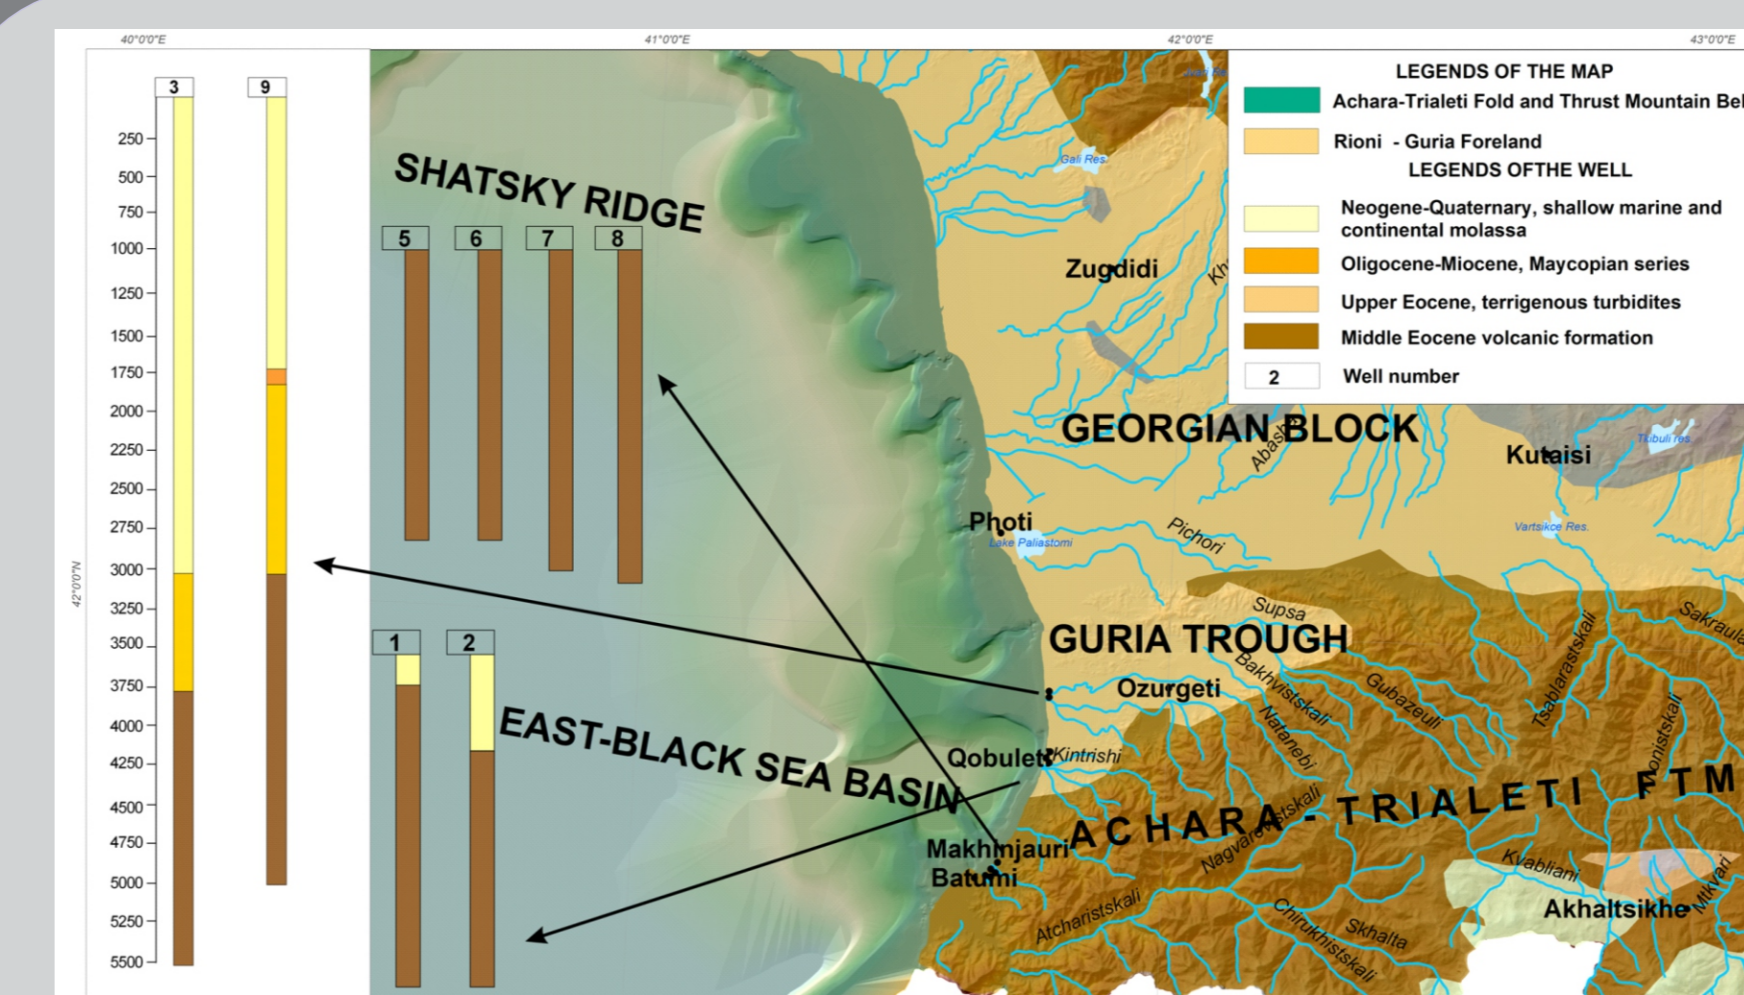 40°0'0"E
41°0'0"E
42°0'0"E
43°0'0"E
42°0'0"N
3
9
250
500
750
1000
1250
1500
1750
2000
2250
2500
2750
3000
3250
3500
3750
4000
4250
4500
4750
5000
5250
5500
SHATSKY RIDGE
5
6
7
8
1
2
EAST-BLACK SEA BASIN
LEGENDS OF THE MAP
Achara-Trialeti Fold and Thrust Mountain Bel
Rioni - Guria Foreland
LEGENDS OFTHE WELL
Neogene-Quaternary, shallow marine and
continental molassa
Oligocene-Miocene, Maycopian series
Upper Eocene, terrigenous turbidites
Middle Eocene volcanic formation
2
Well number
Gali Res.
Zugdidi
GEORGIAN BLOCK
Tkibuli res.
Kutaisi
Photi
Lake Paliastomi
Pichori
Vartsikce Res.
Supsa
GURIA TROUGH
Sakraula
Bakhvistskali
Ozurgeti
Gubazeuli
Tsablarastskali
Natanebi
Qobuleti
Kintrishi
ACHARA - TRIALETI FTM
Nagvarevistskali
Makhinjauri
Batumi
Kvabliani
Mtkvari
Akhaltsikhe
Atcharistskali
Chirukhistskali
Skhalta